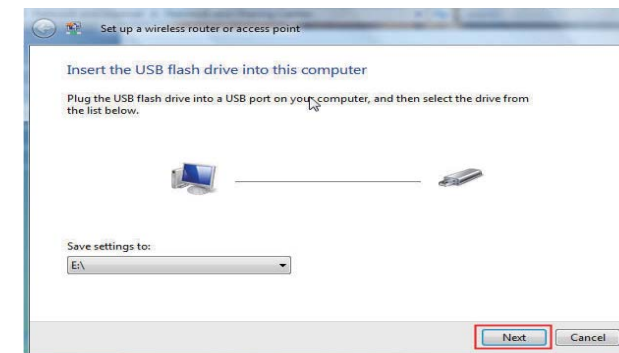 Set up a wireless router or access point
Insert the USB flash drive into this computer
Plug the USB flash drive into a USB port on your computer, and then select the drive from
the list below.
Save settings to:
E:\
Next Cancel